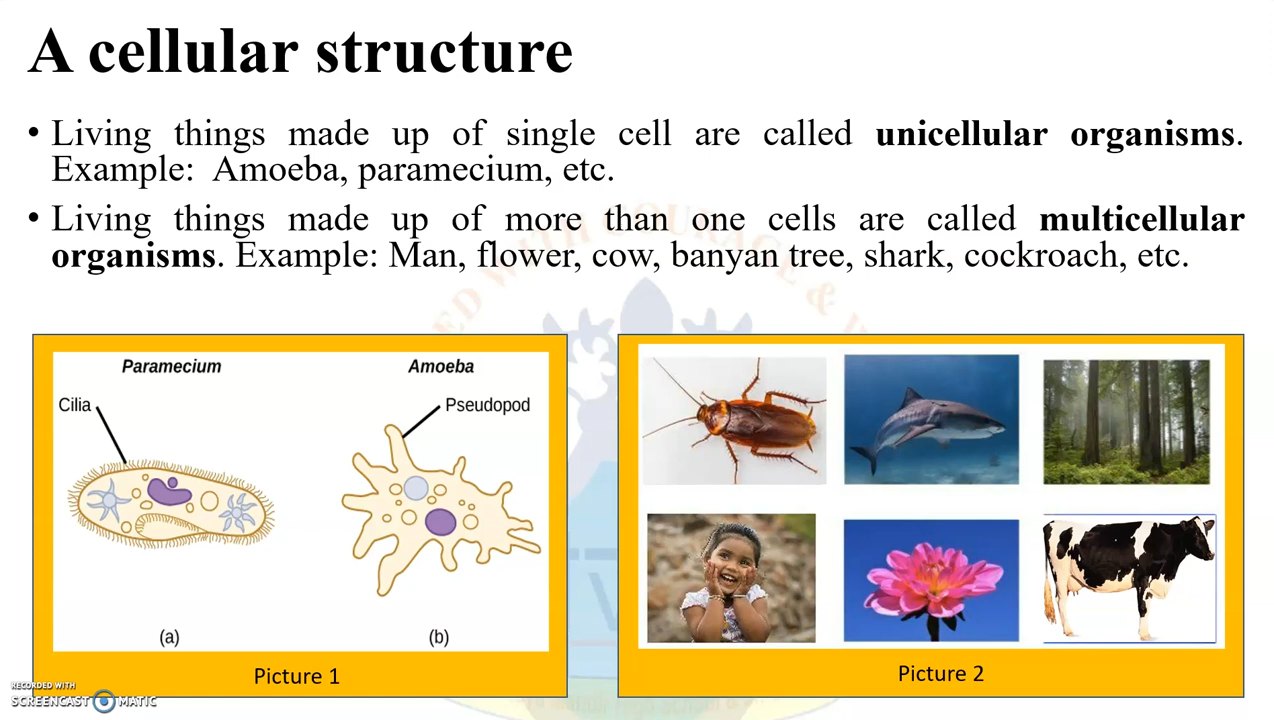 A cellular structure
• Living things made up of single cell are called unicellular organisms.
Example: Amoeba, paramecium, etc.
• Living things made up of more than one cells are called multicellular
organisms. Example: Man, flower, cow, banyan tree, shark, cockroach, etc.
Paramecium
Amoeba
Cilia
Pseudopod
(a)
(b)
Picture 1
Picture 2
RECORDED WITH
SCREENCAST MATIC